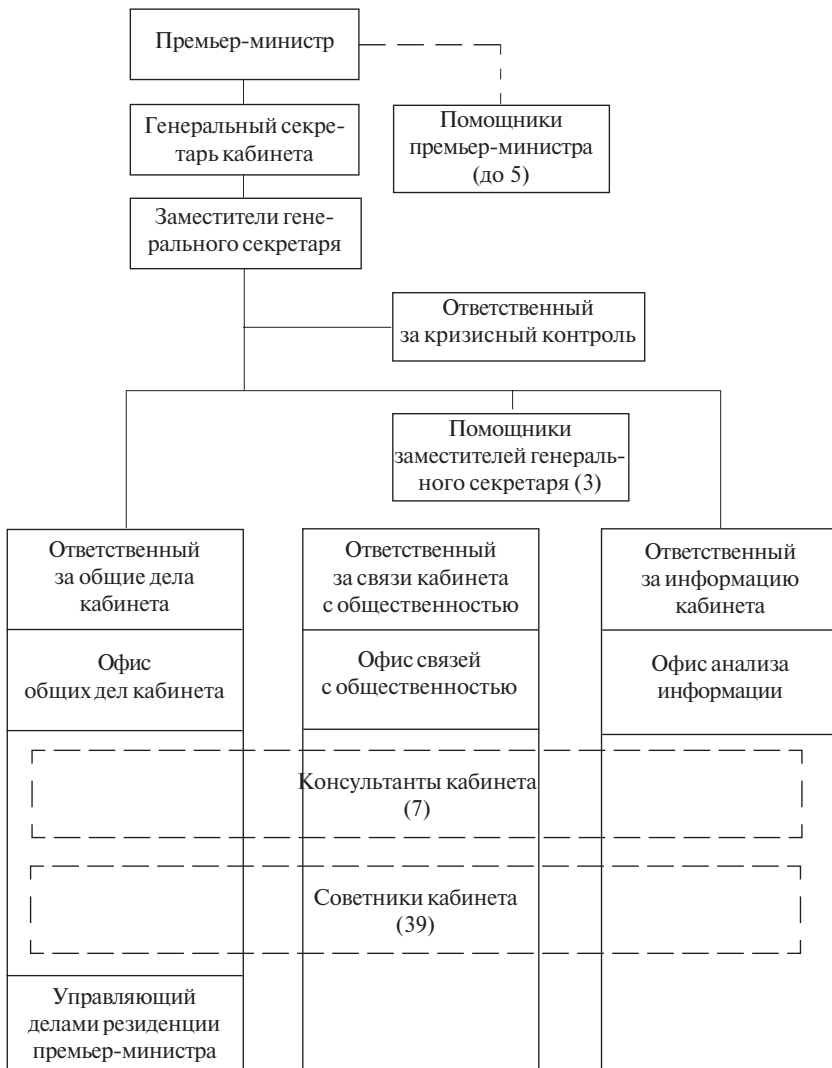 Премьер-министр
Генеральный секре-
тарь кабинета
Помощники
премьер-министра
(до 5)
Заместители гене-
рального секретаря
Ответственный
за кризисный контроль
Помощники
заместителей генераль-
ного секретаря (3)
Ответственный
за общие дела
кабинета
Ответственный
за связи кабинета
с общественностью
Ответственный
за информацию
кабинета
Офис
общих дел кабинета
Офис связей
с общественностью
Офис анализа
информации
Консультанты кабинета
(7)
Советники кабинета
(39)
Управляющий
делами резиденции
премьер-министра